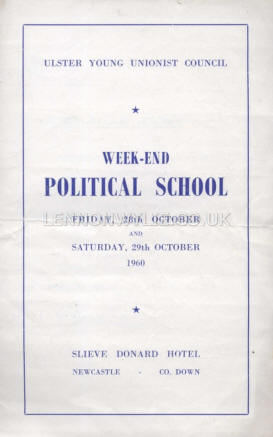 ULSTER YOUNG UNIONIST COUNCIL
WEEK-END
POLITICAL SCHOOL
FRIDAY, 28th OCTOBER
AND
SATURDAY, 29th OCTOBER
1960
SLIEVE DONARD HOTEL
NEWCASTLE - CO. DOWN